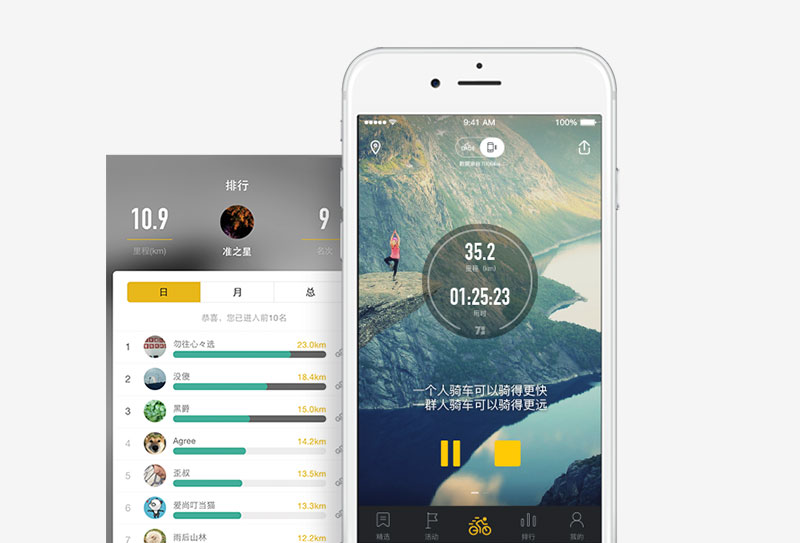 排行
10.9
9
里程(km)
准之星
名次
日
月
总
恭喜, 您已进入前10名
1
勿往心々选
23.0km
2
没傻
18.4km
3
黑爵
15.0km
4
Agree
14.2km
5
歪叔
13.5km
6
爱尚叮当猫
13.3km
7
雨后山林
12.2km
9:41 AM
100%
35.2
里程 (km)
01:25:23
用时
一个人骑车可以骑得更快
一群人骑车可以骑得更远
精选
活动
排行
我的